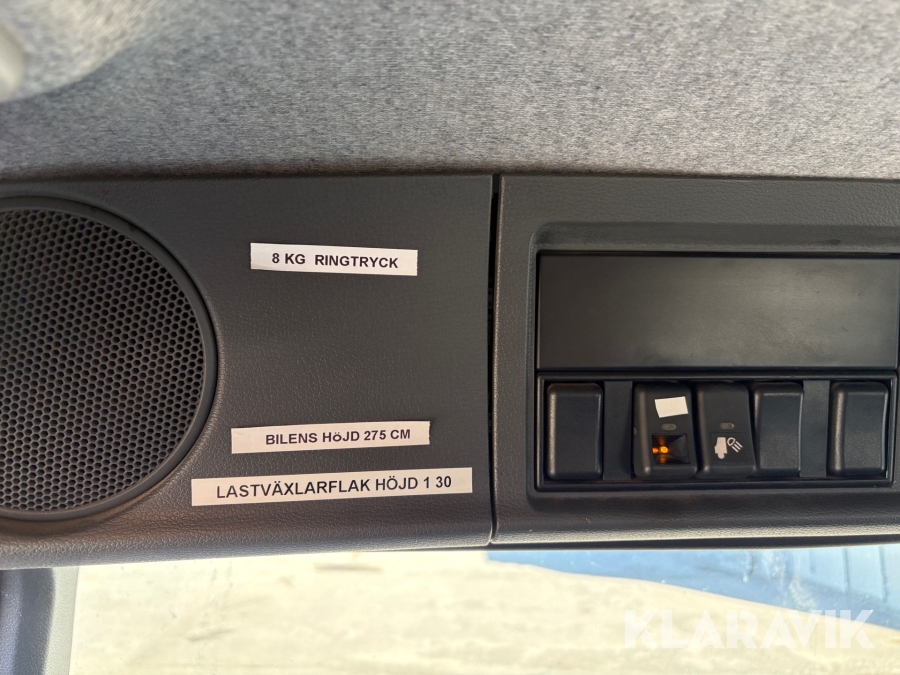 8 KG RINGTRYCK
BILENS HÖJD 275 CM
LASTVÄXLARFLAK HÖJD 1 30
KLARAVIK